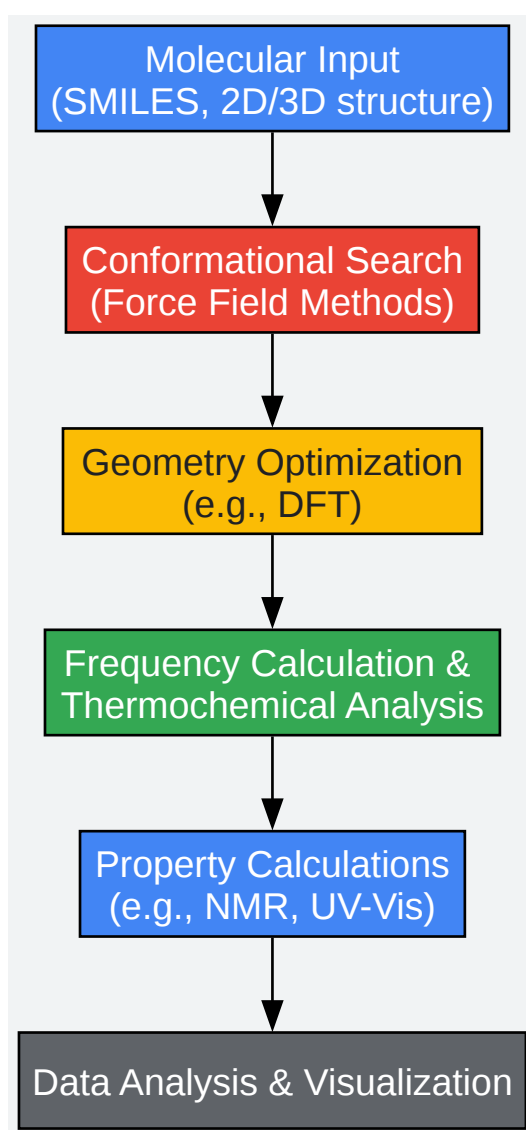 Molecular Input
(SMILES, 2D/3D structure)
Conformational Search
(Force Field Methods)
Geometry Optimization
(e.g., DFT)
Frequency Calculation &
Thermochemical Analysis
Property Calculations
(e.g., NMR, UV-Vis)
Data Analysis & Visualization